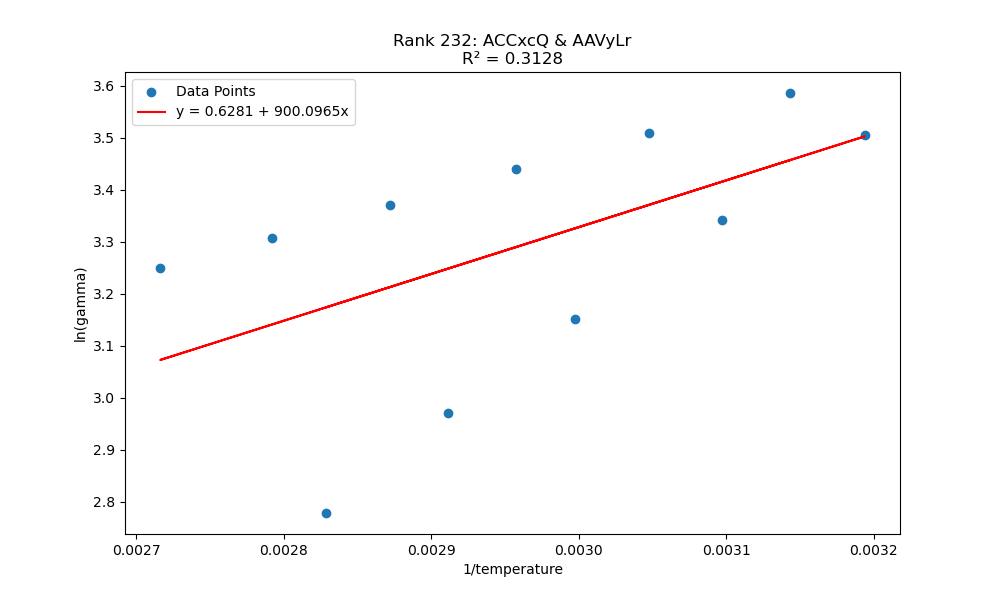 Rank 232: ACCxcQ & AAVyLr
R² = 0.3128
Data Points
y = 0.6281 + 900.0965x
ln(gamma)
3.6
3.5
3.4
3.3
3.2
3.1
3.0
2.9
2.8
0.0027
0.0028
0.0029
0.0030
0.0031
0.0032
1/temperature